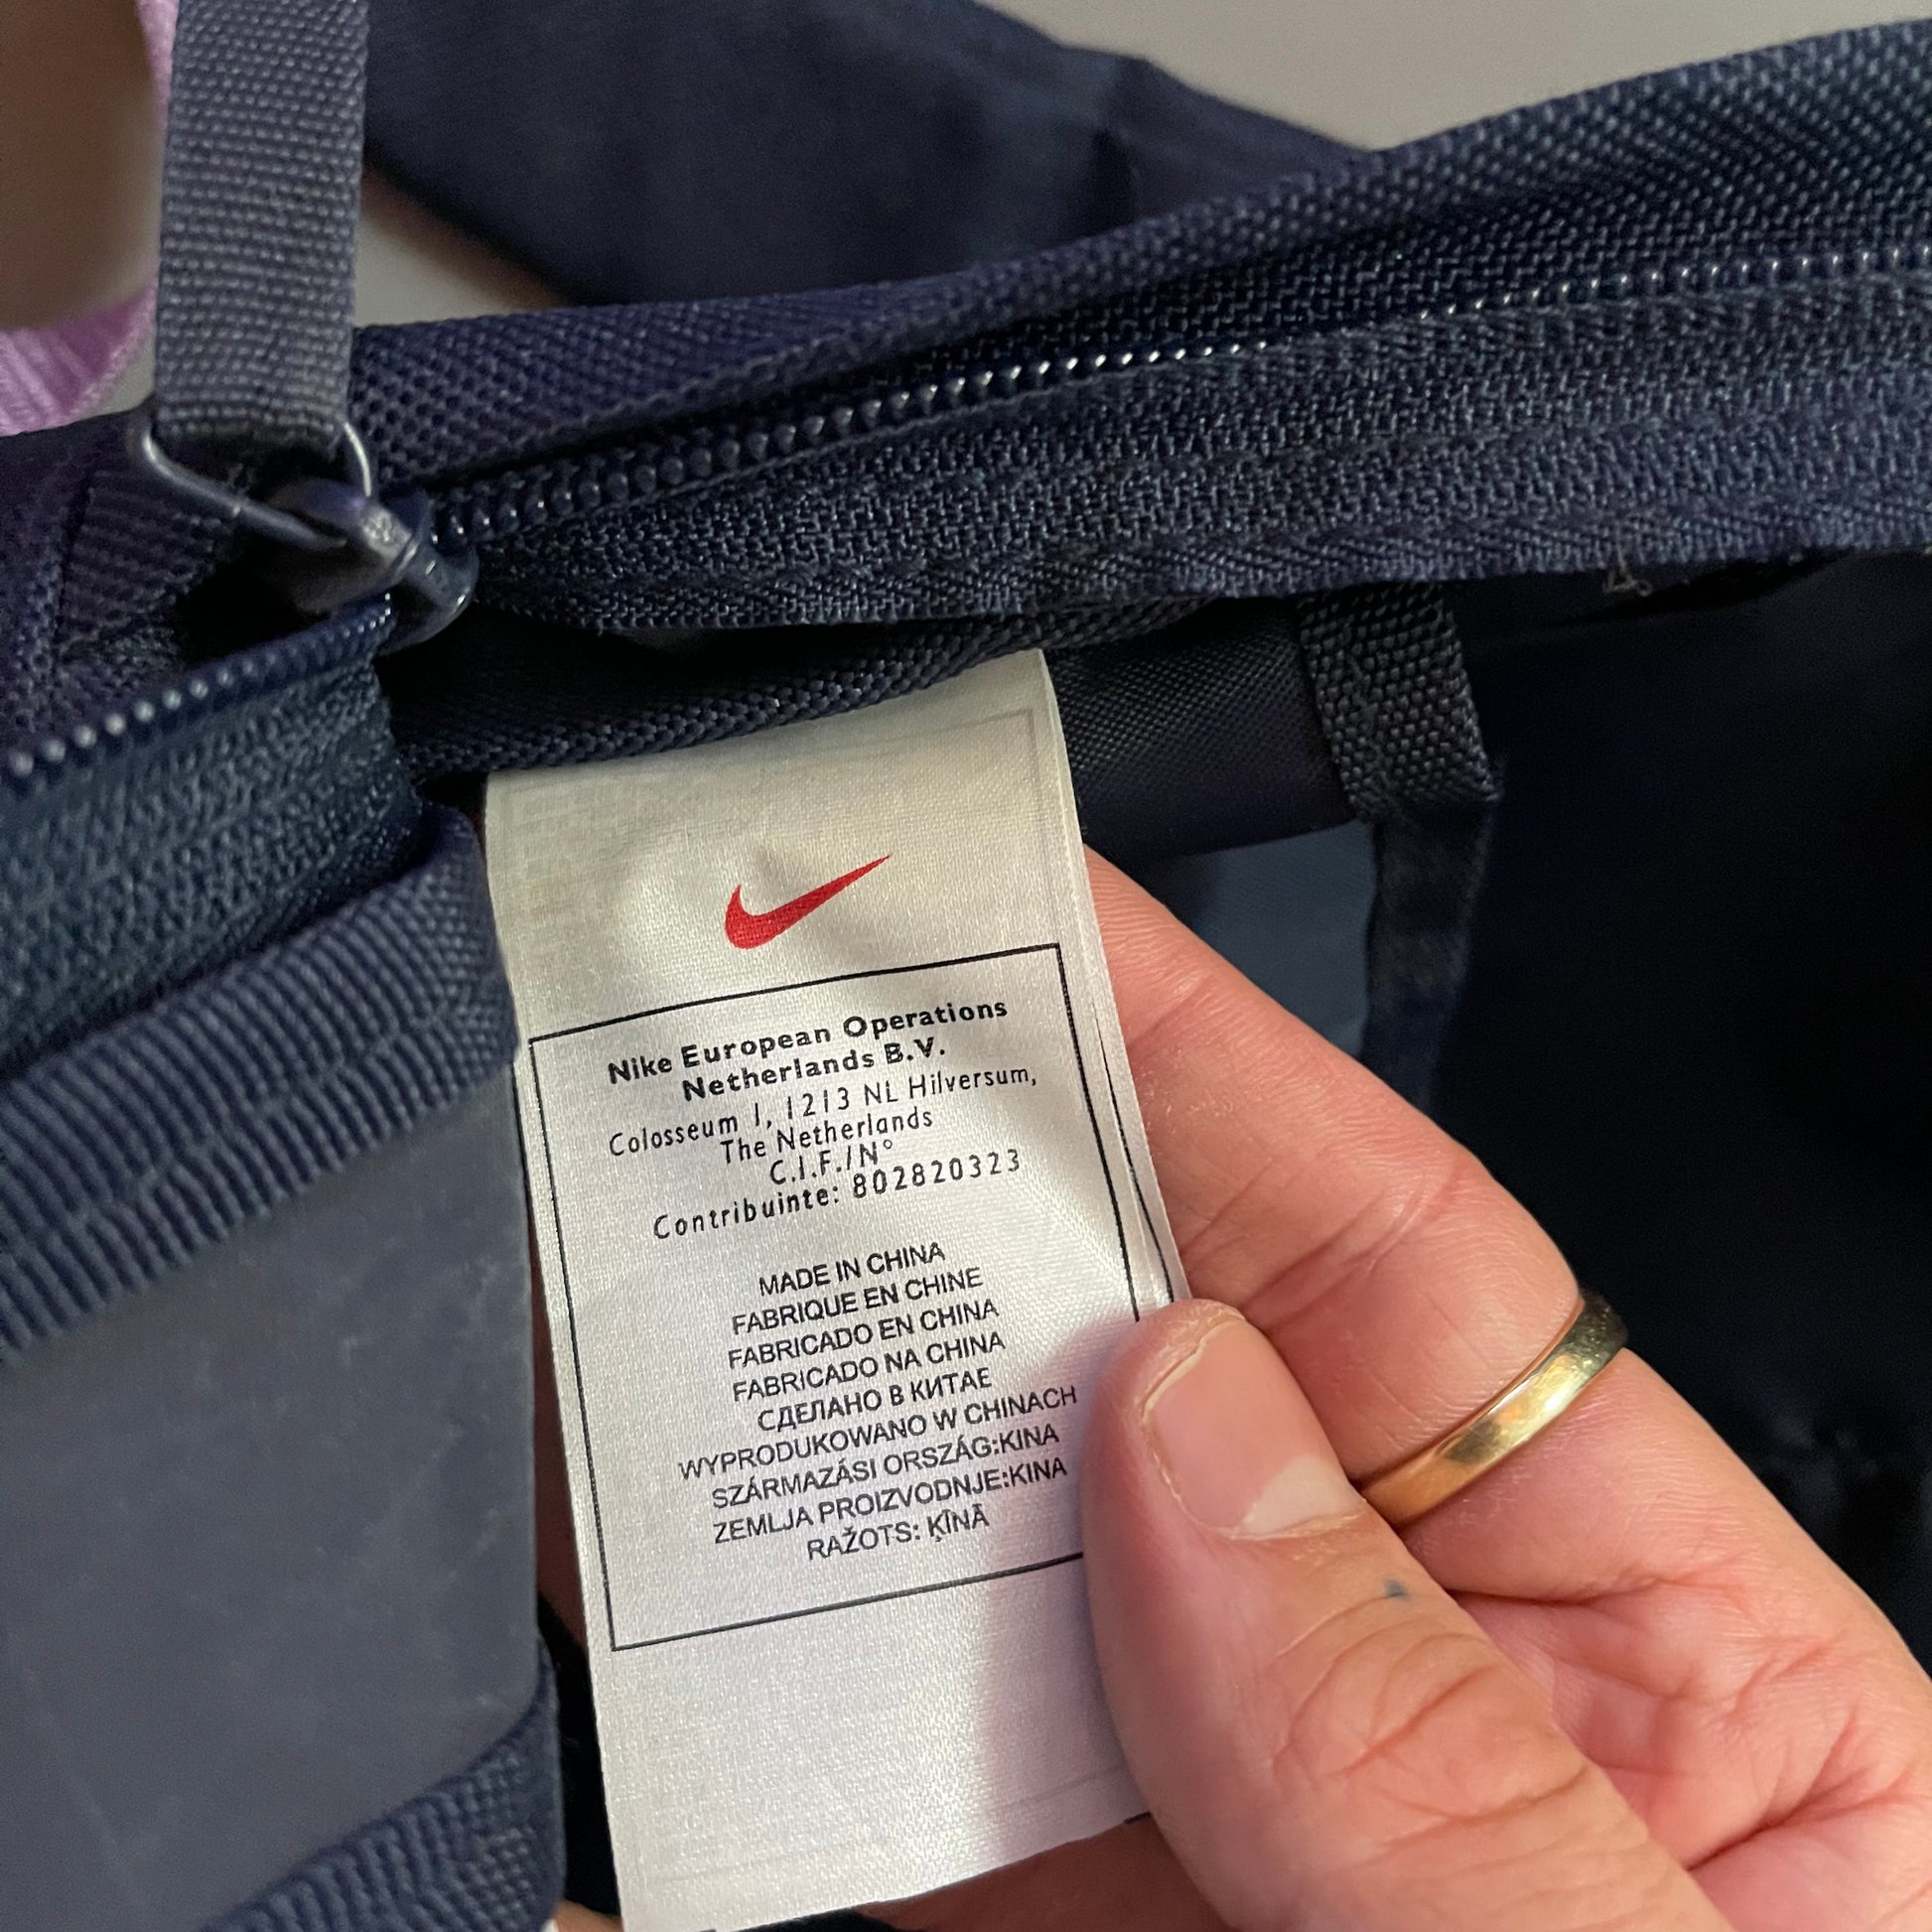 Nike European Operations
Netherlands B.V.
Colosseum 1, 1213 NL Hilversum,
The Netherlands
C.I.F./N°
Contribuinte: 802820323
MADE IN CHINA
FABRIQUE EN CHINE
FABRICADO EN CHINA
FABRICADO NA CHINA
СДЕЛАНО В КИТАЕ
WYPRODUKOWANO W CHINACH
SZÁRMAZÁSI ORSZÁG:KINA
ZEMLJA PROIZVODNJE:KINA
RAŽOTS: ĶĪNĀ